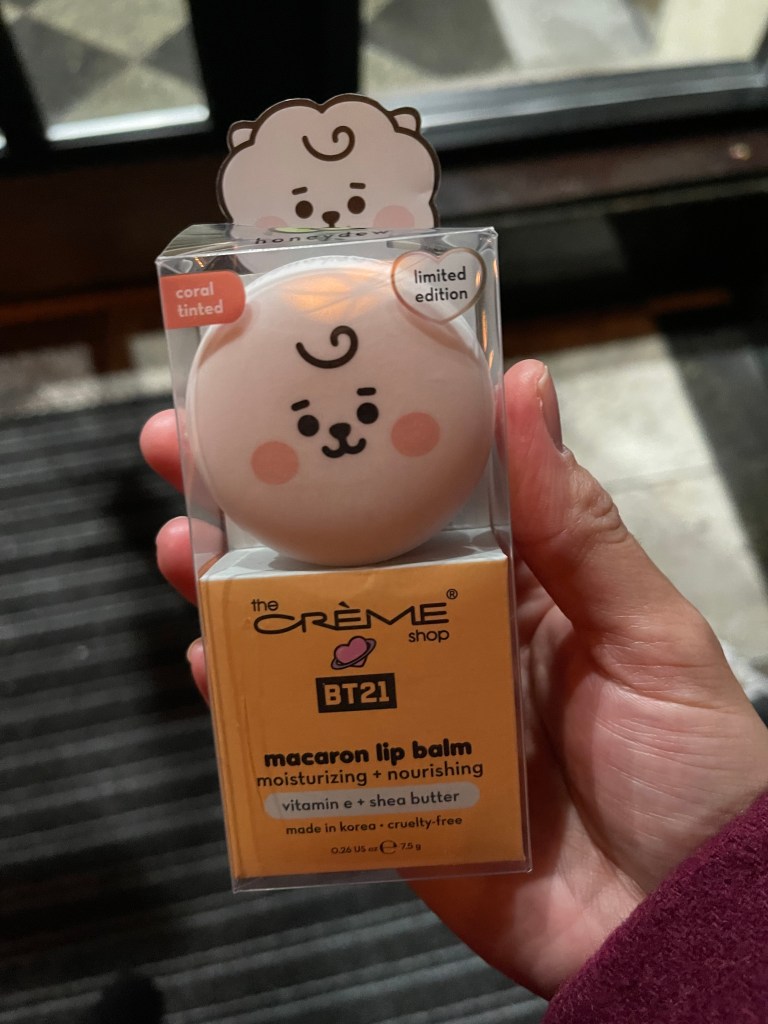 honeydew
coral
tinted
limited
edition
the
CRÈME®
shop
BT21
macaron lip balm
moisturizing + nourishing
vitamin e + shea butter
made in korea • cruelty-free
0.26 US oz ℮ 7.5 g